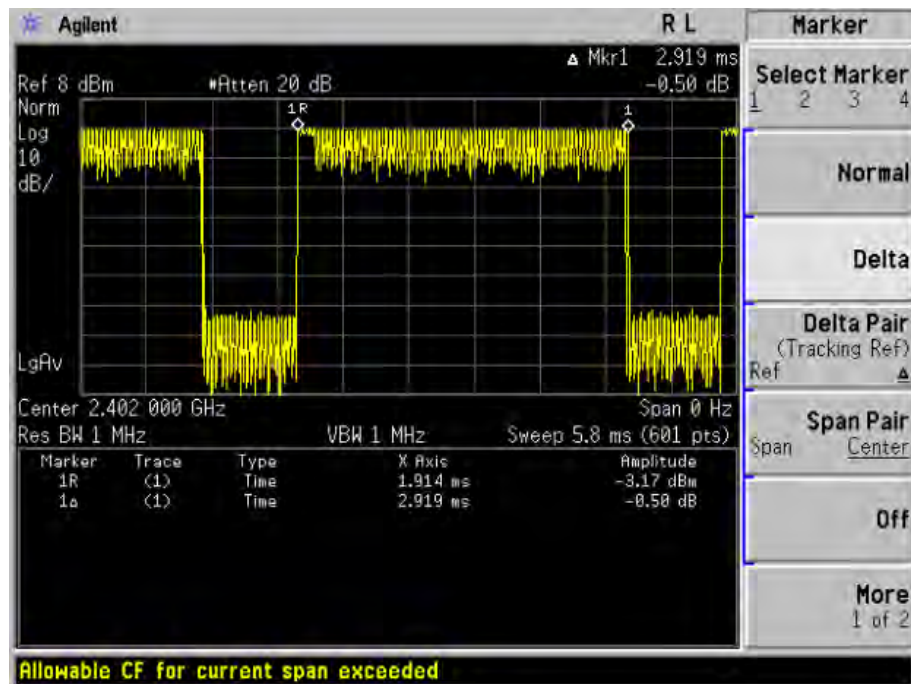 Agilent R L Marker
Δ Mkr1 2.919 ms
Ref 8 dBm #Atten 20 dB -0.50 dB
Select Marker
1 2 3 4
Norm
1R 1
Log
10
dB/
Normal
Delta
Delta Pair
(Tracking Ref)
Ref Δ
LgAv
Center 2.402 000 GHz Span 0 Hz
Res BW 1 MHz VBW 1 MHz Sweep 5.8 ms (601 pts)
Span Pair
Span Center
Marker Trace Type X Axis Amplitude
1R (1) Time 1.914 ms -3.17 dBm
1Δ (1) Time 2.919 ms -0.50 dB
Off
More
1 of 2
Allowable CF for current span exceeded